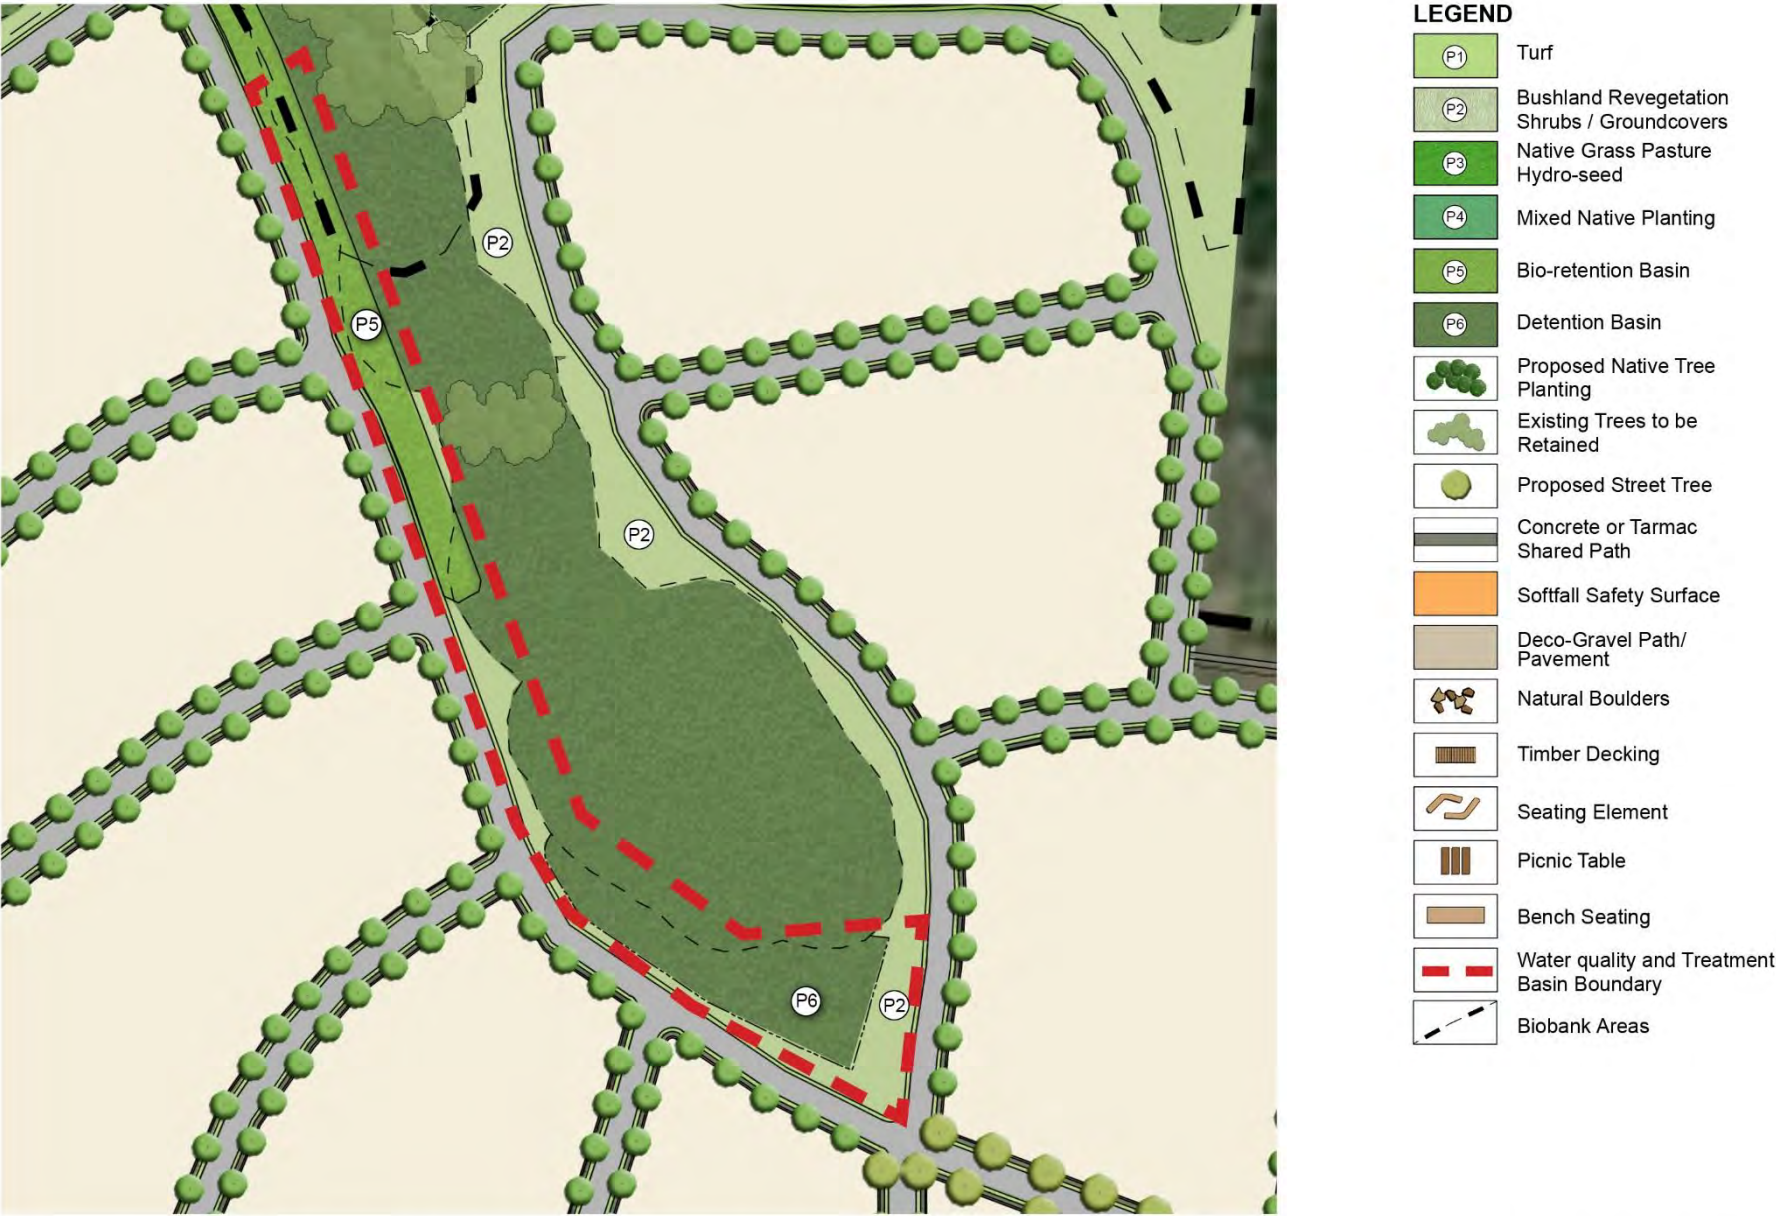 P2
P5
P2
P6
P2
LEGEND
P1
Turf
P2
Bushland Revegetation
Shrubs / Groundcovers
P3
Native Grass Pasture
Hydro-seed
P4
Mixed Native Planting
P5
Bio-retention Basin
P6
Detention Basin
Proposed Native Tree
Planting
Existing Trees to be
Retained
Proposed Street Tree
Concrete or Tarmac
Shared Path
Softfall Safety Surface
Deco-Gravel Path/
Pavement
Natural Boulders
Timber Decking
Seating Element
Picnic Table
Bench Seating
Water quality and Treatment
Basin Boundary
Biobank Areas